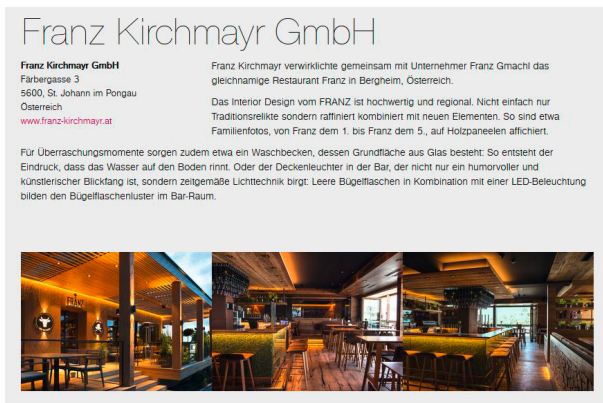 Franz Kirchmayr GmbH
Franz Kirchmayr GmbH
Färbergasse 3
5600, St. Johann im Pongau
Österreich
www.franz-kirchmayr.at
Franz Kirchmayr verwirklichte gemeinsam mit Unternehmer Franz Gmachl das
gleichnamige Restaurant Franz in Bergheim, Österreich.
Das Interior Design vom FRANZ ist hochwertig und regional. Nicht einfach nur
Traditionsrelikte sondern raffiniert kombiniert mit neuen Elementen. So sind etwa
Familienfotos, von Franz dem 1. bis Franz dem 5., auf Holzpaneelen affichiert.
Für Überraschungsmomente sorgen zudem etwa ein Waschbecken, dessen Grundfläche aus Glas besteht: So entsteht der
Eindruck, dass das Wasser auf den Boden rinnt. Oder der Deckenleuchter in der Bar, der nicht nur ein humorvoller und
künstlerischer Blickfang ist, sondern zeitgemäße Lichttechnik birgt: Leere Bügelflaschen in Kombination mit einer LED-Beleuchtung
bilden den Bügelflaschenluster im Bar-Raum.
FRANZ